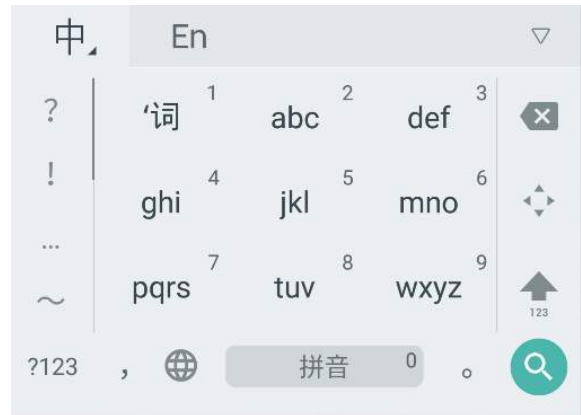 中 En
? '词 1 abc 2 def 3
! ghi 4 jkl 5 mno 6
… pqrs 7 tuv 8 wxyz 9
～ 123
?123 ， 拼音 0 。